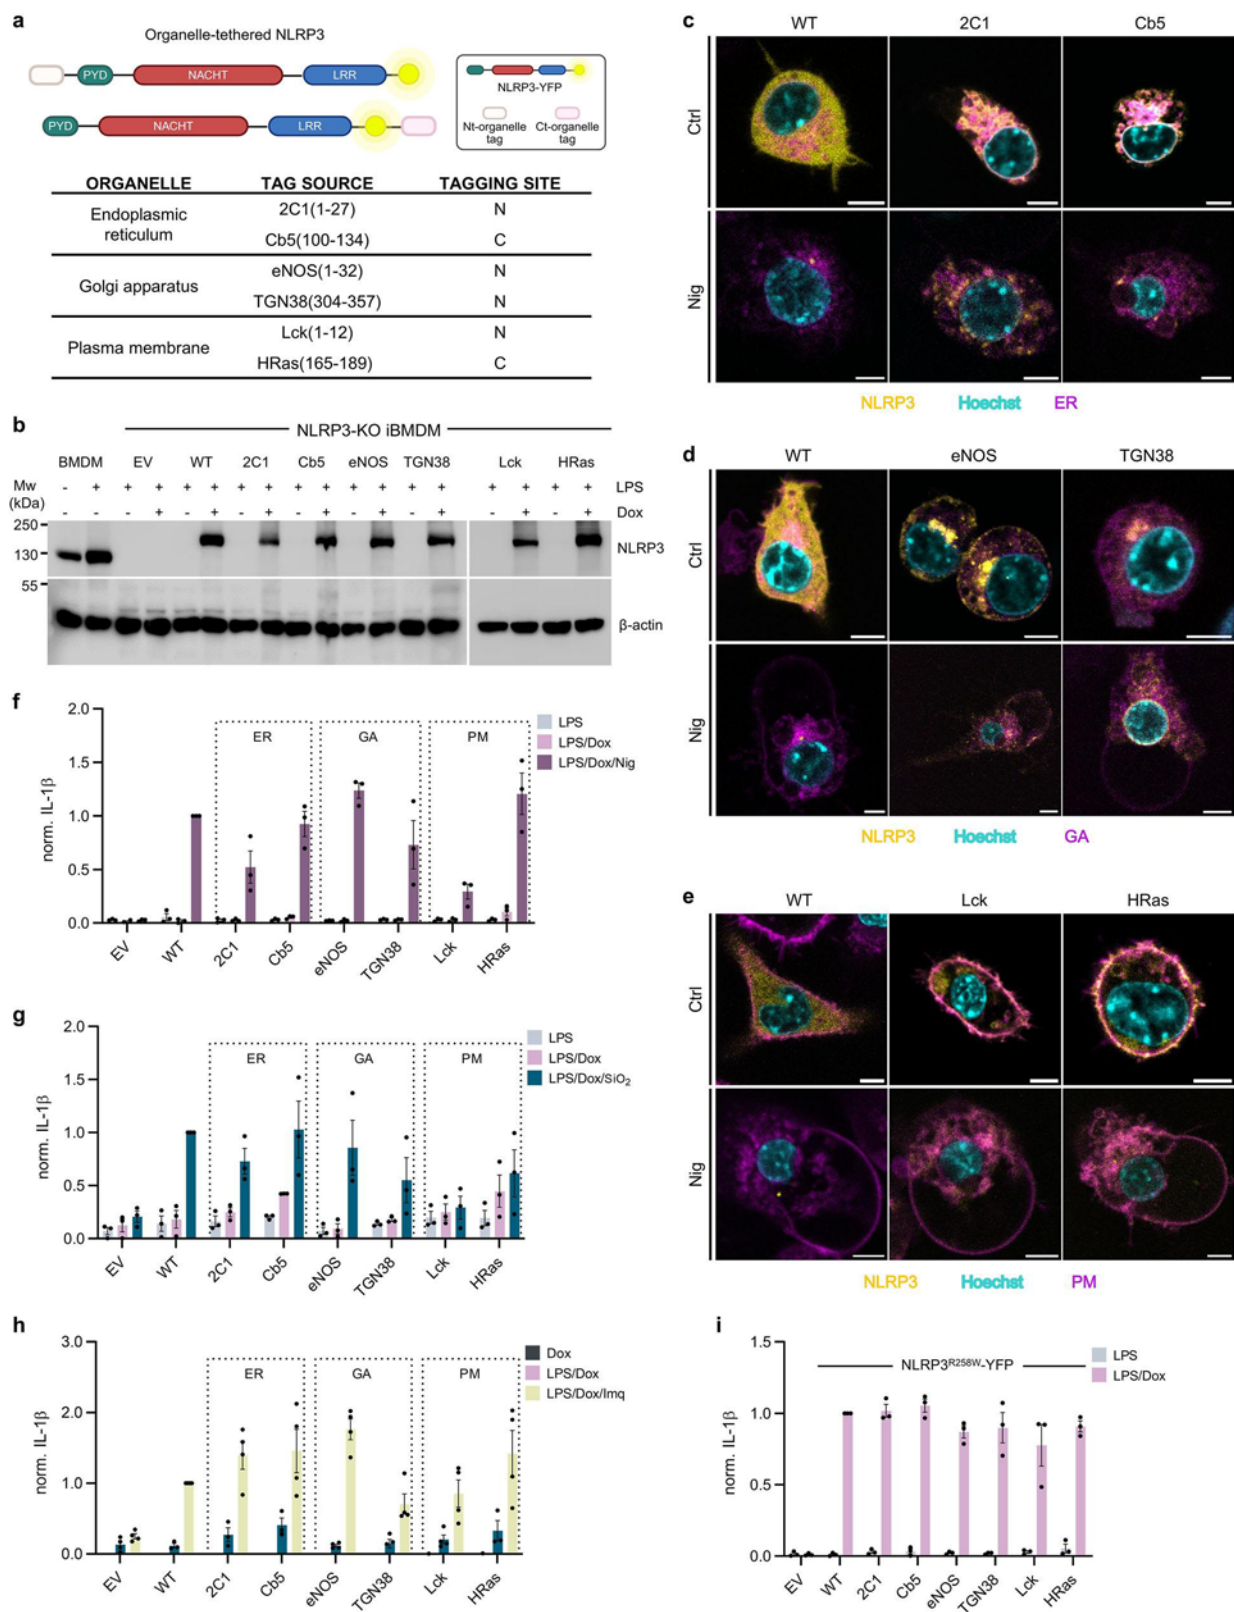 a
Organelle-tethered NLRP3
PYD NACHT LRR
PYD NACHT LRR
NLRP3-YFP
Nt-organelle tag
Ct-organelle tag
ORGANELLE TAG SOURCE TAGGING SITE
Endoplasmic reticulum
2C1(1-27) N
Cb5(100-134) C
Golgi apparatus
eNOS(1-32) N
TGN38(304-357) N
Plasma membrane
Lck(1-12) N
HRas(165-189) C
b
NLRP3-KO iBMDM
BMDM EV WT 2C1 Cb5 eNOS TGN38 Lck HRas
Mw (kDa)
- + + + + + + + + + + + + + + + + + LPS
+ + + + + + + + Dox
250
130
55
NLRP3
β-actin
c
WT 2C1 Cb5
Ctrl
Nig
NLRP3 Hoechst ER
d
WT eNOS TGN38
Ctrl
Nig
NLRP3 Hoechst GA
e
WT Lck HRas
Ctrl
Nig
NLRP3 Hoechst PM
f
norm. IL-1β
2.0
1.5
1.0
0.5
0.0
ER GA PM
LPS
LPS/Dox
LPS/Dox/Nig
EV WT 2C1 Cb5 eNOS TGN38 Lck HRas
g
norm. IL-1β
2.0
1.5
1.0
0.5
0.0
ER GA PM
LPS
LPS/Dox
LPS/Dox/SiO₂
EV WT 2C1 Cb5 eNOS TGN38 Lck HRas
h
norm. IL-1β
3.0
2.0
1.0
0.0
ER GA PM
Dox
LPS/Dox
LPS/Dox/Imq
EV WT 2C1 Cb5 eNOS TGN38 Lck HRas
i
norm. IL-1β
1.5
1.0
0.5
0.0
NLRP3ᴿ²⁵⁸ᵂ-YFP
LPS
LPS/Dox
EV WT 2C1 Cb5 eNOS TGN38 Lck HRas